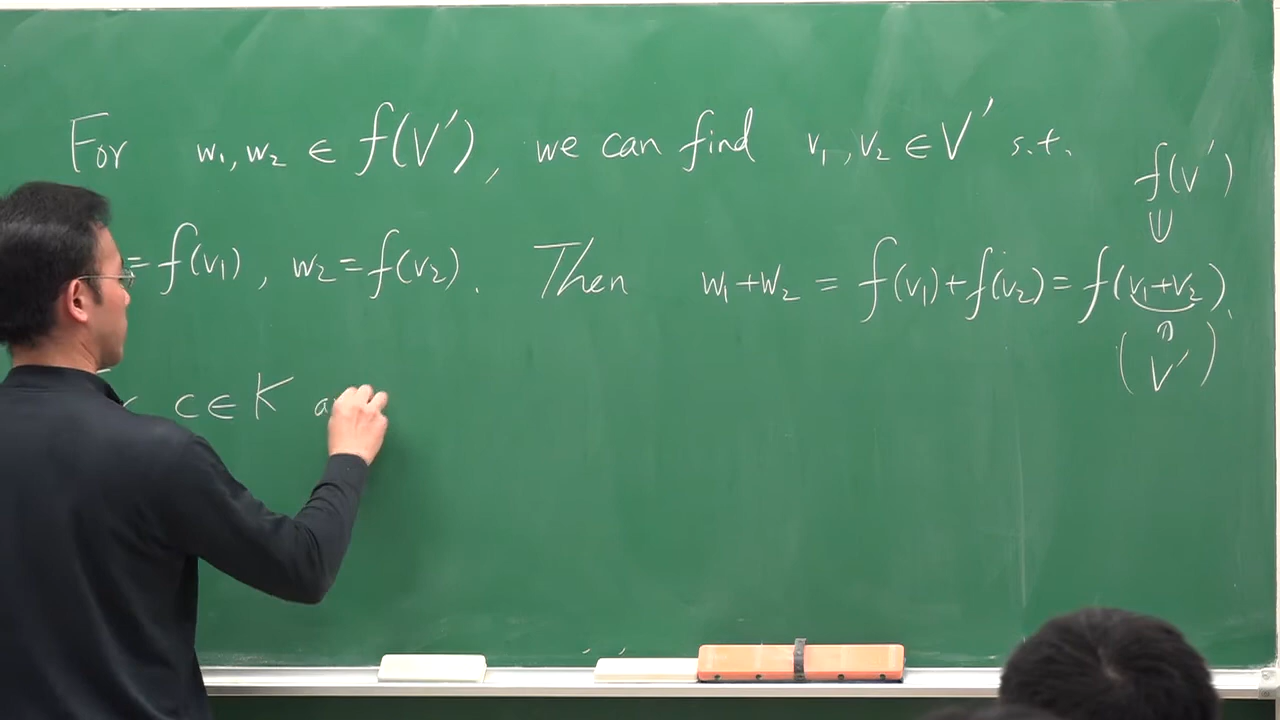 For w₁, w₂ ∈ f(V′), we can find v₁, v₂ ∈ V′ s.t.
f(V′)
⋓
= f(v₁), w₂ = f(v₂). Then w₁+w₂ = f(v₁)+f(v₂) = f(v₁+v₂).
∩
(V′)
c ∈ K